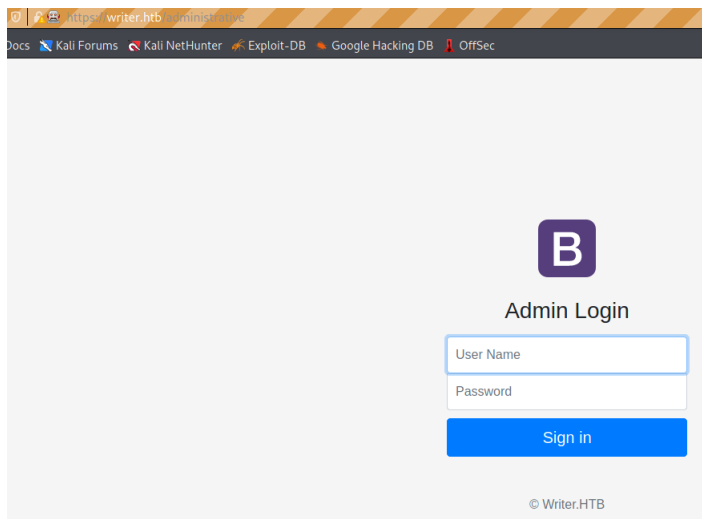 https://writer.htb/administrative
Docs Kali Forums Kali NetHunter Exploit-DB Google Hacking DB OffSec
B
Admin Login
User Name
Password
Sign in
© Writer.HTB